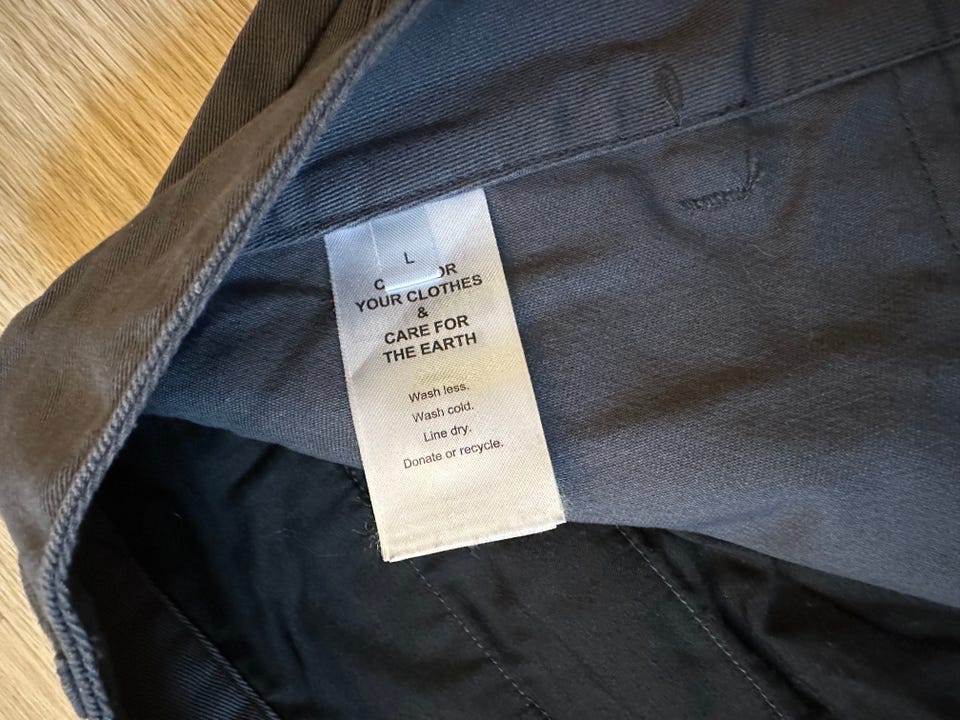 L
YOUR CLOTHES
&
CARE FOR
THE EARTH
Wash less.
Wash cold.
Line dry.
Donate or recycle.